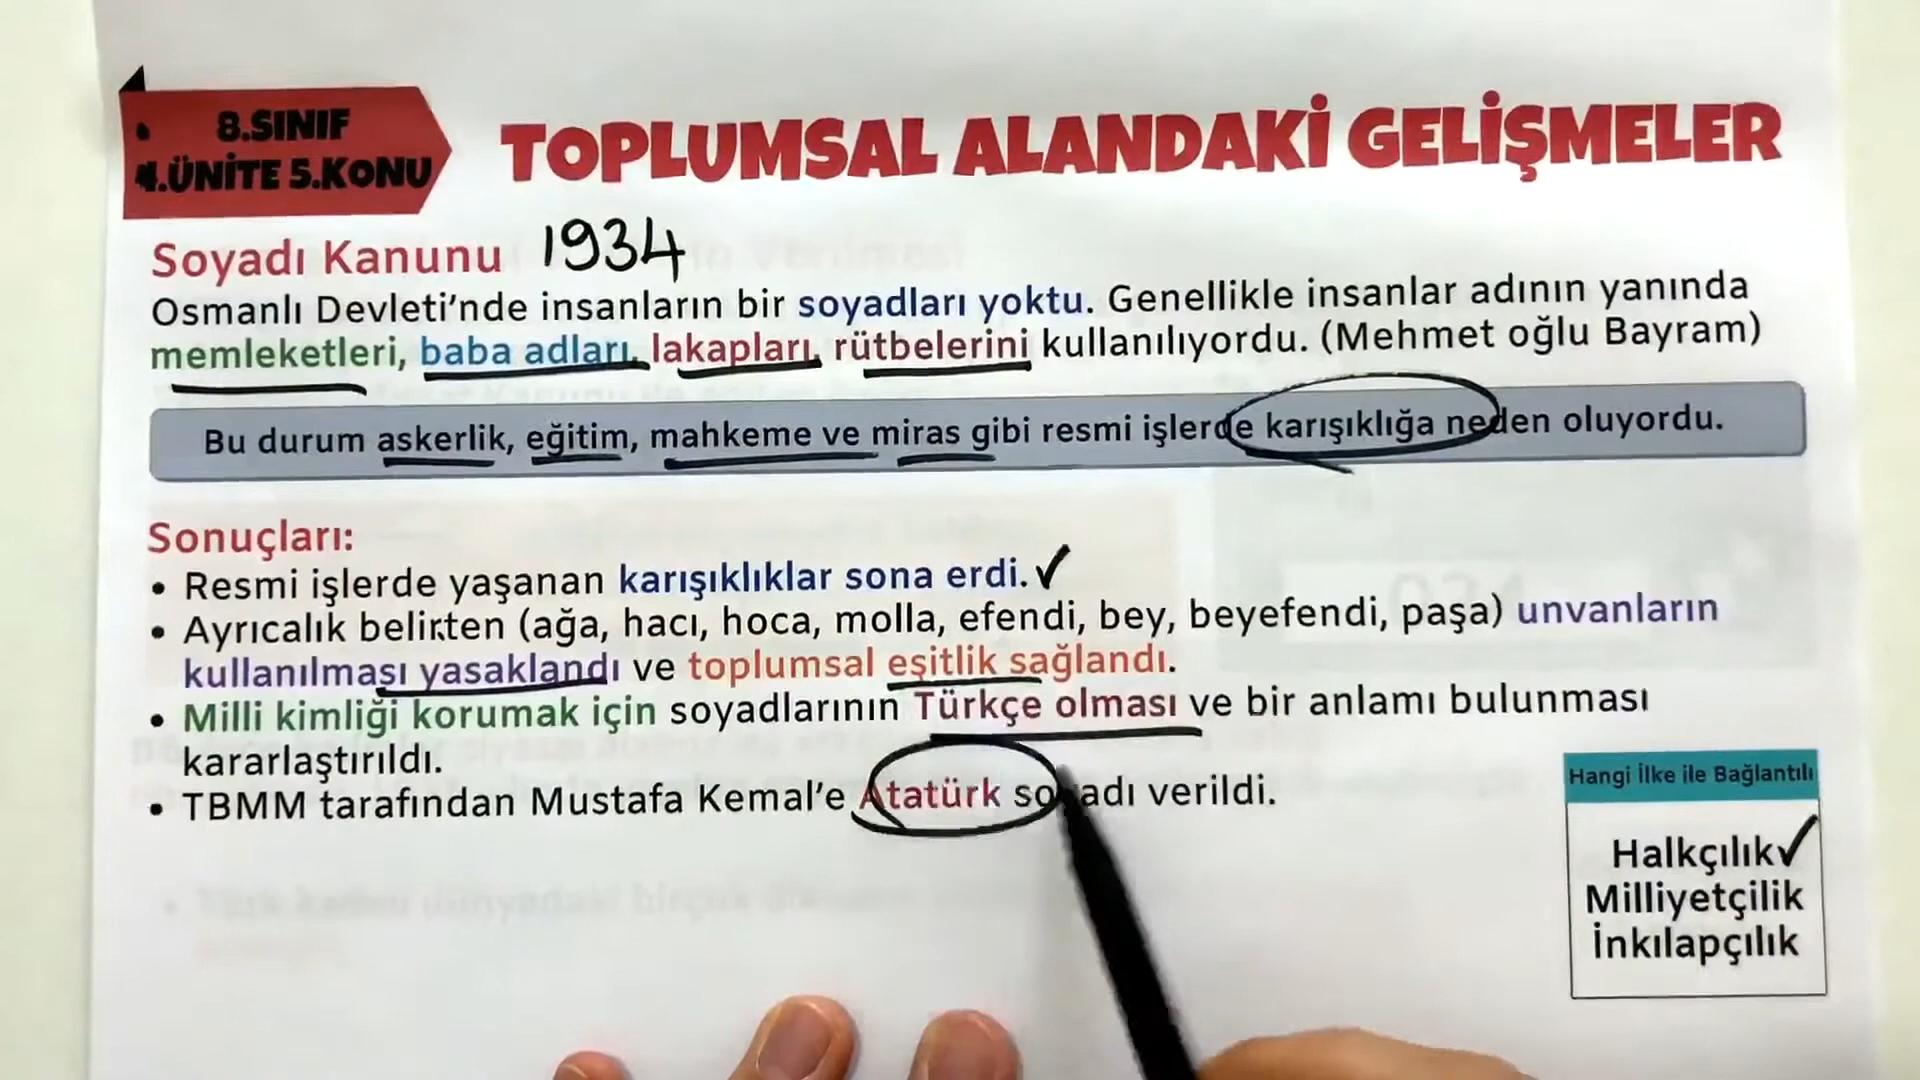 8.SINIF
4.ÜNİTE 5.KONU
TOPLUMSAL ALANDAKİ GELİŞMELER
Soyadı Kanunu 1934
Osmanlı Devleti'nde insanların bir soyadları yoktu. Genellikle insanlar adının yanında
memleketleri, baba adları, lakapları, rütbelerini kullanılıyordu. (Mehmet oğlu Bayram)
Bu durum askerlik, eğitim, mahkeme ve miras gibi resmi işlerde karışıklığa neden oluyordu.
Sonuçları:
• Resmi işlerde yaşanan karışıklıklar sona erdi. ✓
• Ayrıcalık belirten (ağa, hacı, hoca, molla, efendi, bey, beyefendi, paşa) unvanların
kullanılması yasaklandı ve toplumsal eşitlik sağlandı.
• Milli kimliği korumak için soyadlarının Türkçe olması ve bir anlamı bulunması
kararlaştırıldı.
• TBMM tarafından Mustafa Kemal'e Atatürk soyadı verildi.
Hangi İlke ile Bağlantılı
Halkçılık ✓
Milliyetçilik
İnkılapçılık